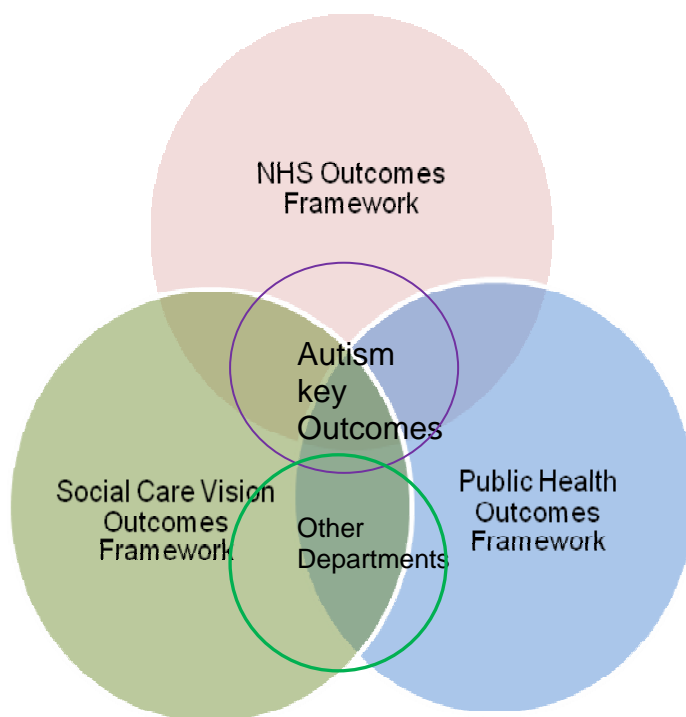 NHS Outcomes
Framework
Autism
key
Outcomes
Social Care Vision
Outcomes
Framework
Public Health
Outcomes
Framework
Other
Departments